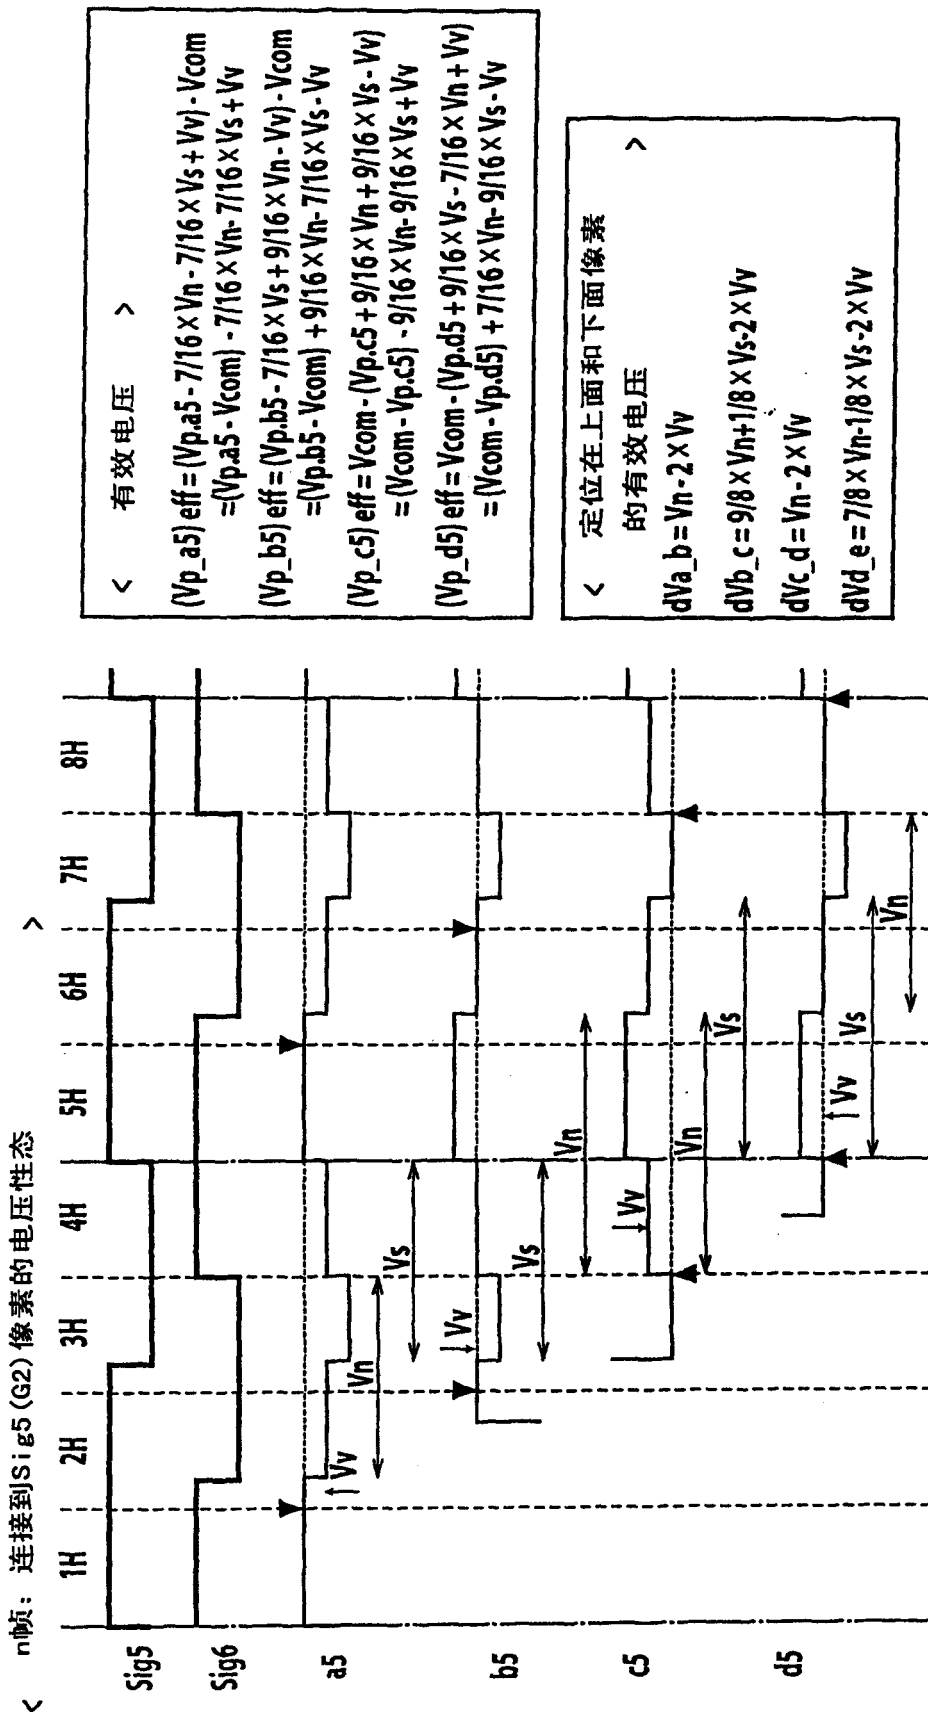 < n帧: 连接到Sig5(G2)像素的电压性态 >
1H 2H 3H 4H 5H 6H 7H 8H
Sig5
Sig6
a5
Vv
Vn
Vs
b5
Vv
Vs
Vn
c5
Vv
Vn
Vs
d5
Vv
Vs
Vn
< 有效电压 >
(Vp_a5) eff = (Vp.a5 - 7/16 × Vn - 7/16 × Vs + Vv) - Vcom
=(Vp.a5 - Vcom) - 7/16 × Vn- 7/16 × Vs + Vv
(Vp_b5) eff = (Vp.b5 - 7/16 × Vs + 9/16 × Vn - Vv) - Vcom
=(Vp.b5 - Vcom) + 9/16 × Vn- 7/16 × Vs - Vv
(Vp_c5) eff = Vcom - (Vp.c5 + 9/16 × Vn + 9/16 × Vs - Vv)
= (Vcom - Vp.c5) - 9/16 × Vn- 9/16 × Vs + Vv
(Vp_d5) eff = Vcom - (Vp.d5 + 9/16 × Vs - 7/16 × Vn + Vv)
= (Vcom - Vp.d5) + 7/16 × Vn- 9/16 × Vs - Vv
< 定位在上面和下面像素 >
的有效电压
dVa_b = Vn - 2 × Vv
dVb_c = 9/8 × Vn+1/8 × Vs-2 × Vv
dVc_d = Vn - 2 × Vv
dVd_e = 7/8 × Vn-1/8 × Vs-2 × Vv